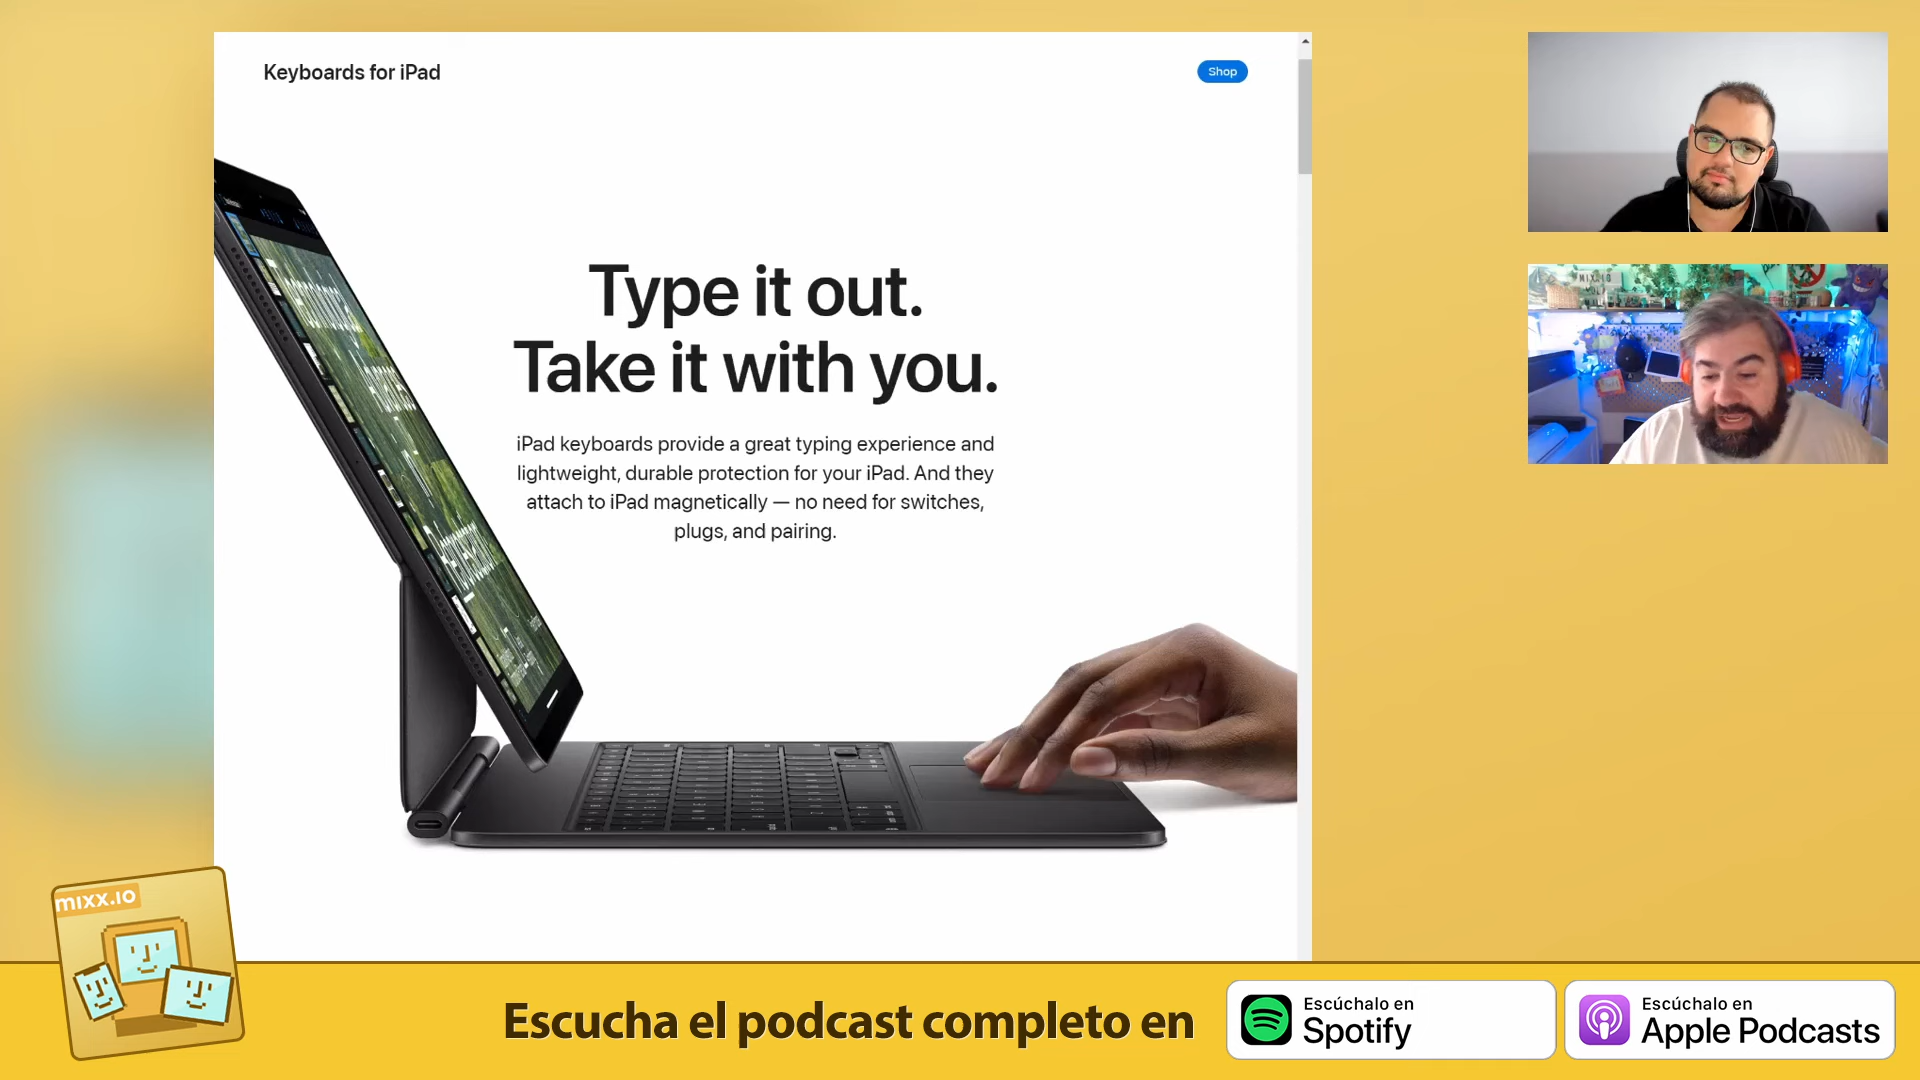 Keyboards for iPad
Shop
Type it out.
Take it with you.
iPad keyboards provide a great typing experience and
lightweight, durable protection for your iPad. And they
attach to iPad magnetically — no need for switches,
plugs, and pairing.
mixx.io
Escucha el podcast completo en
Escúchalo en
Spotify
Escúchalo en
Apple Podcasts